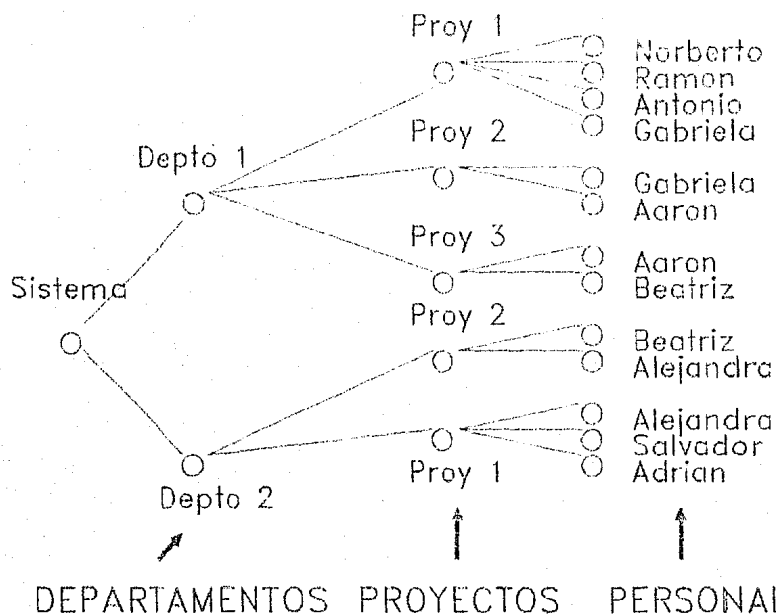 Proy 1
Norberto
Ramon
Antonio
Gabriela
Depto 1
Proy 2
Gabriela
Aaron
Proy 3
Aaron
Beatriz
Sistema
Proy 2
Beatriz
Alejandra
Alejandra
Salvador
Adrian
Proy 1
Depto 2
DEPARTAMENTOS PROYECTOS PERSONAL